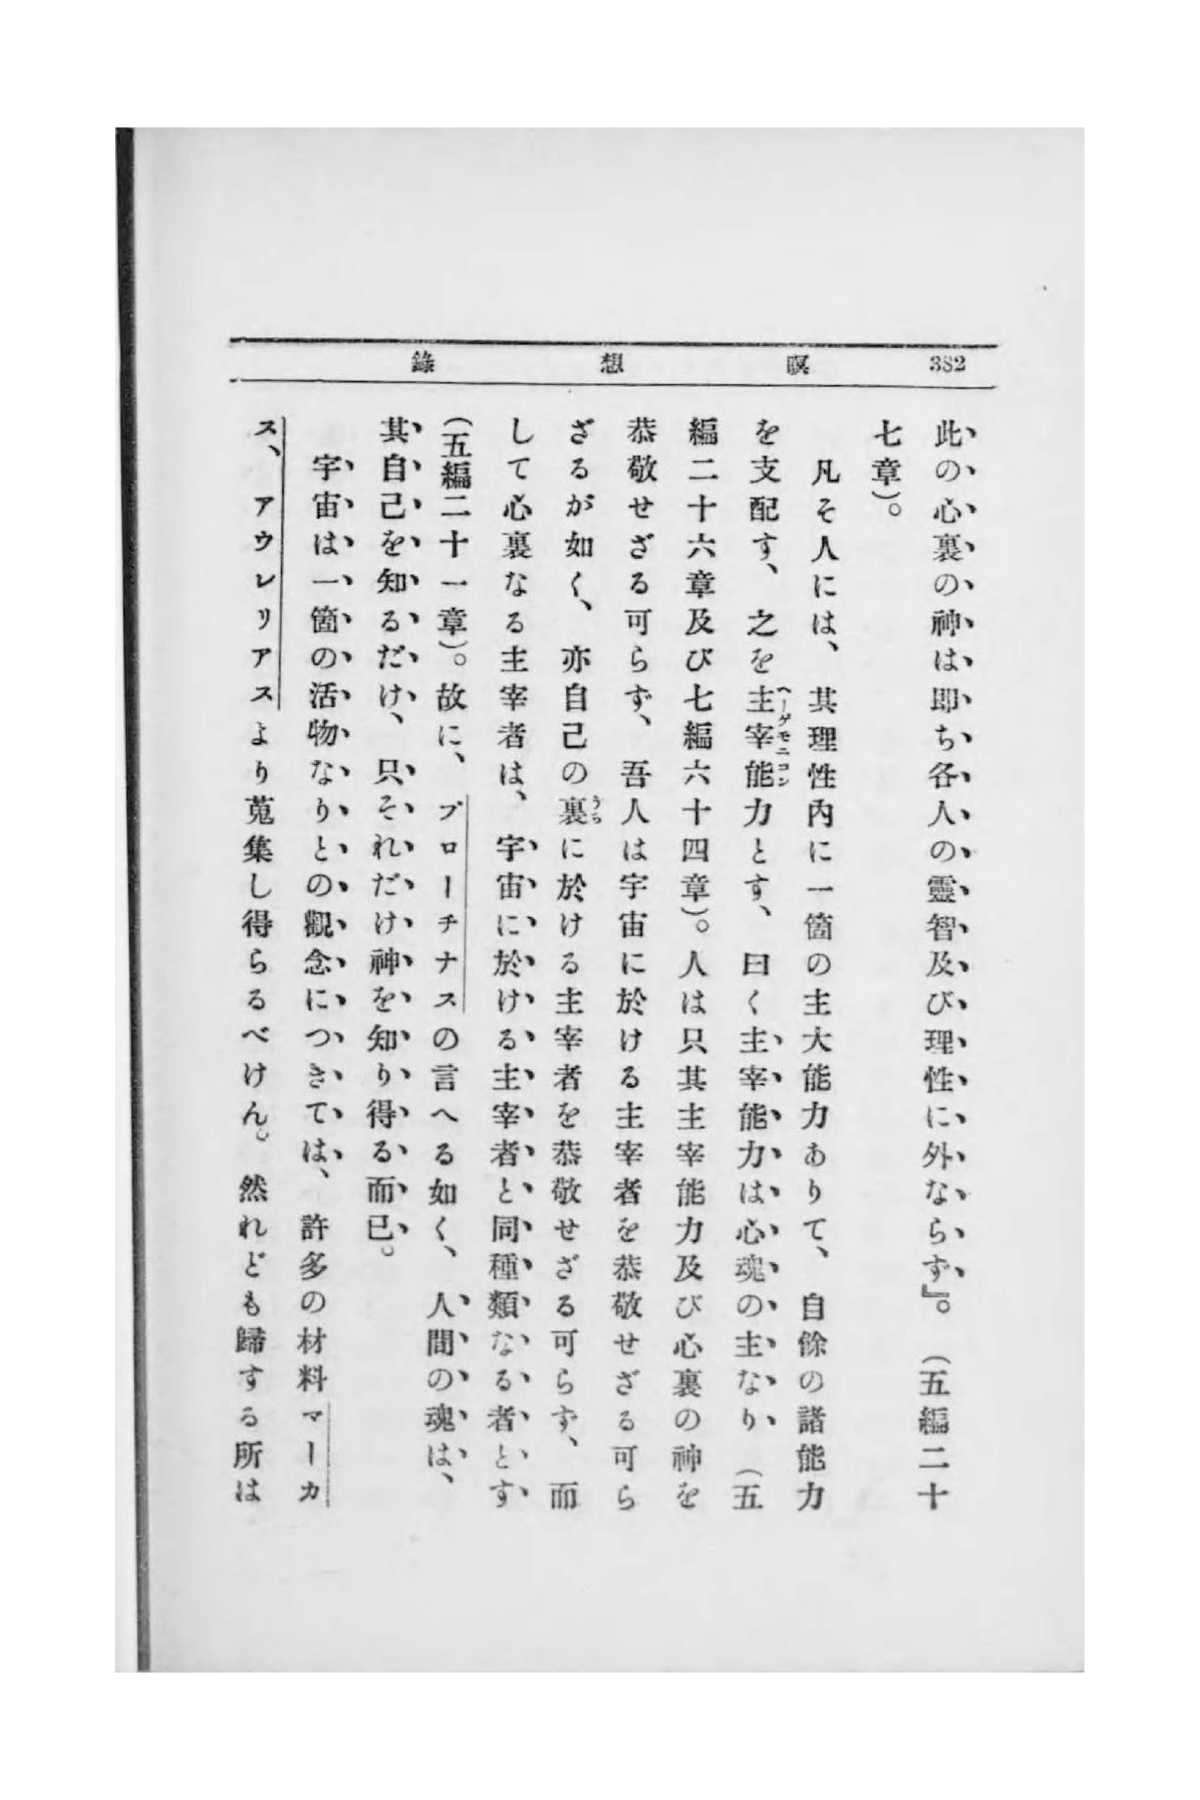 382 瞑想錄
此の心裏の神は卽ち各人の靈智及び理性に外ならず』。（五編二十
七章）。
凡そ人には、其理性內に一箇の主大能力ありて、自餘の諸能力
を支配す、之を主宰能力とす、曰く主宰能力は心魂の主なり（五
ヘーゲモニコン
編二十六章及び七編六十四章）。人は只其主宰能力及び心裏の神を
恭敬せざる可らず、吾人は宇宙に於ける主宰者を恭敬せざる可ら
ざるが如く、亦自己の裏に於ける主宰者を恭敬せざる可らず、而
うち
して心裏なる主宰者は、宇宙に於ける主宰者と同種類なる者とす
（五編二十一章）。故に、プローチナスの言へる如く、人間の魂は、
其自己を知るだけ、只それだけ神を知り得る而已。
宇宙は一箇の活物なりとの觀念につきては、許多の材料マーカ
ス、アウレリアスより蒐集し得らるべけん。然れども歸する所は